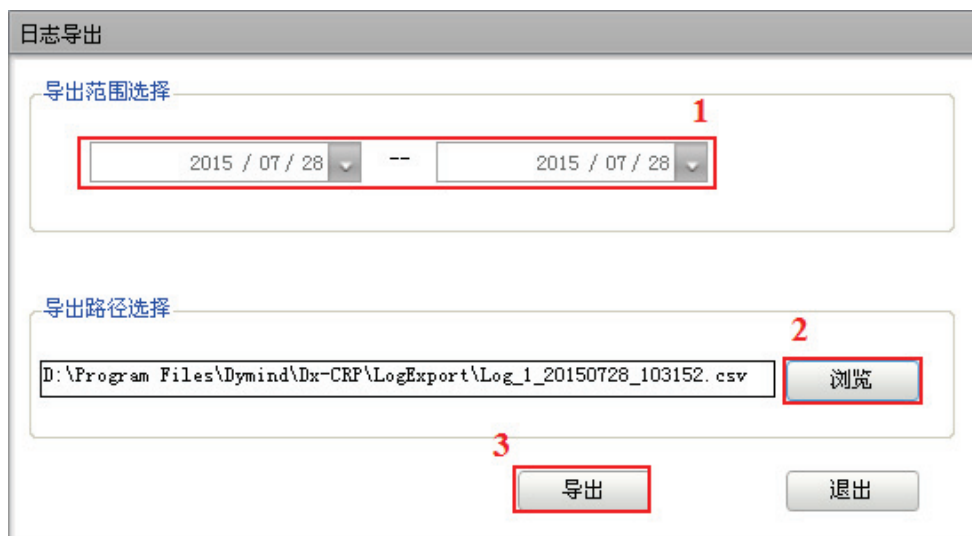 日志导出
导出范围选择
1
2015 / 07 / 28 -- 2015 / 07 / 28
导出路径选择
2
D:\Program Files\Dymind\Dx-CRP\LogExport\Log_1_20150728_103152.csv 浏览
3
导出 退出